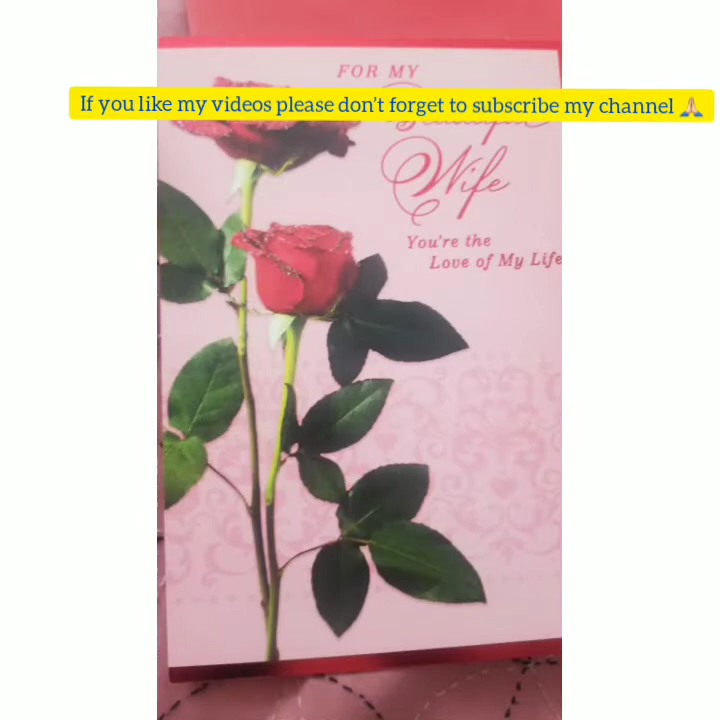 FOR MY
If you like my videos please don't forget to subscribe my channel 🙏
Wife
You're the
Love of My Life